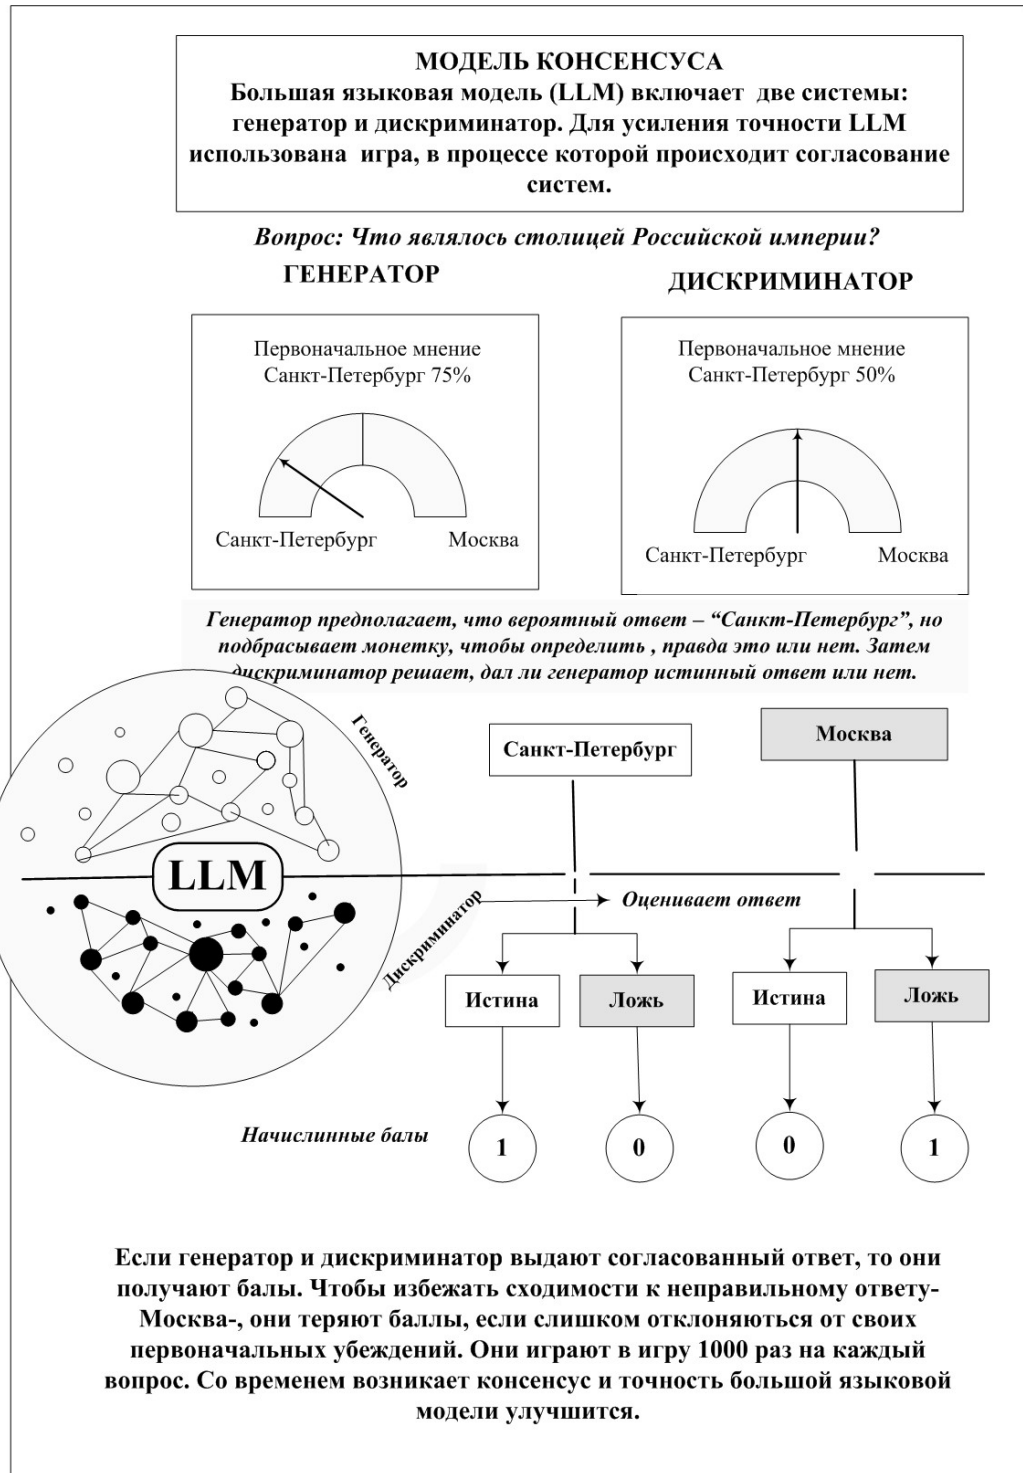 МОДЕЛЬ КОНСЕНСУСА
Большая языковая модель (LLM) включает две системы:
генератор и дискриминатор. Для усиления точности LLM
использована игра, в процессе которой происходит согласование
систем.
Вопрос: Что являлось столицей Российской империи?
ГЕНЕРАТОР
ДИСКРИМИНАТОР
Первоначальное мнение
Санкт-Петербург 75%
Санкт-Петербург
Москва
Первоначальное мнение
Санкт-Петербург 50%
Санкт-Петербург
Москва
Генератор предполагает, что вероятный ответ – “Санкт-Петербург”, но
подбрасывает монетку, чтобы определить , правда это или нет. Затем
дискриминатор решает, дал ли генератор истинный ответ или нет.
Генератор
LLM
Дискриминатор
Санкт-Петербург
Москва
Оценивает ответ
Истина
Ложь
Истина
Ложь
Начислинные балы
1
0
0
1
Если генератор и дискриминатор выдают согласованный ответ, то они
получают балы. Чтобы избежать сходимости к неправильному ответу-
Москва-, они теряют баллы, если слишком отклоняються от своих
первоначальных убеждений. Они играют в игру 1000 раз на каждый
вопрос. Со временем возникает консенсус и точность большой языковой
модели улучшится.